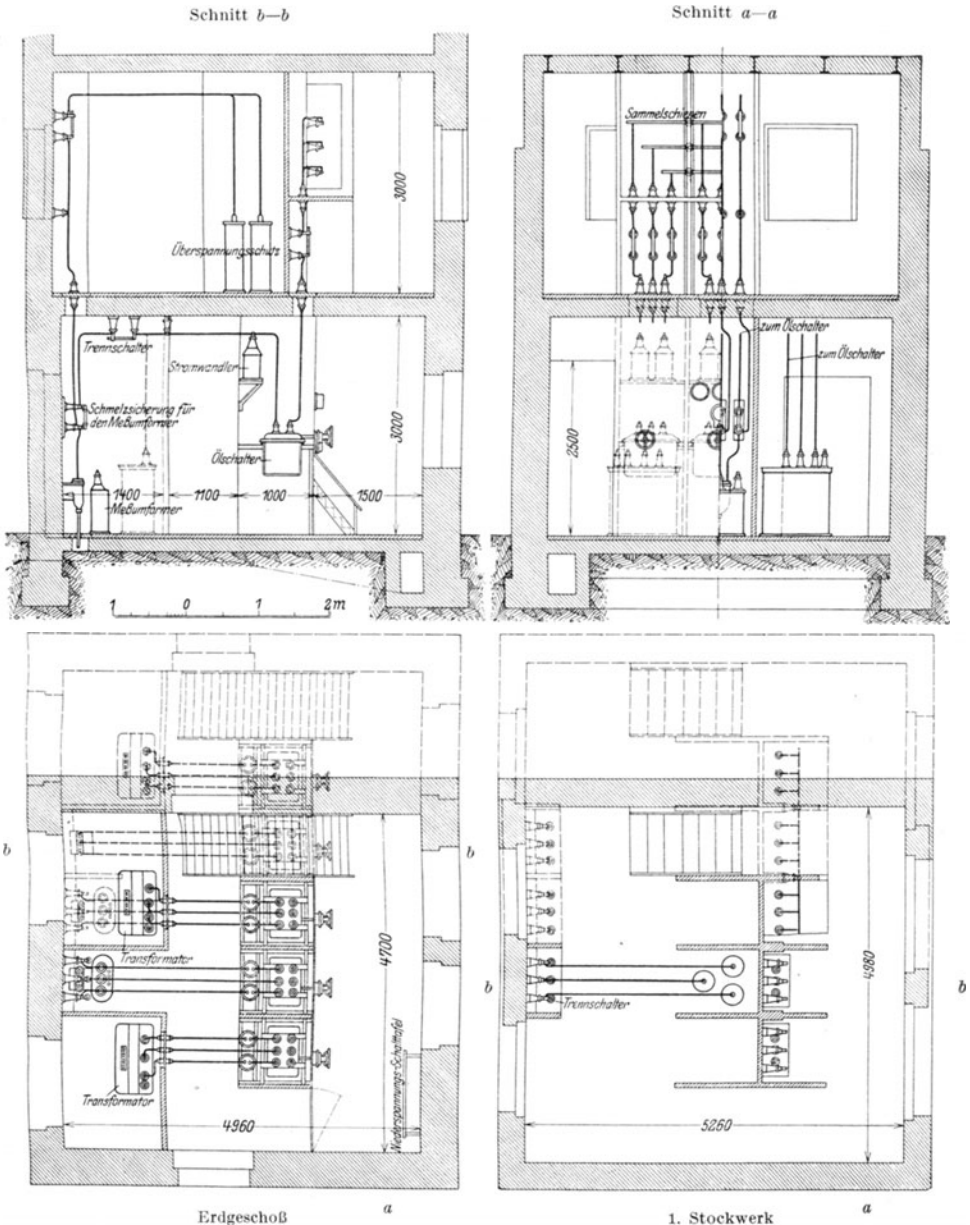 Schnitt b—b
Schnitt a—a
Sammelschienen
3000
Überspannungsschutz
Trennschalter
Stromwandler
zum Ölschalter
zum Ölschalter
Schmelzsicherung für
den Meßumformer
3000
2500
Ölschalter
1400
1100
1000
1500
Meßumformer
1 0 1 2 m
b
b
4700
Transformator
4980
b
b
Trennschalter
Niederspannungs-Schalttafel
Transformator
4960
5260
Erdgeschoß
a
1. Stockwerk
a